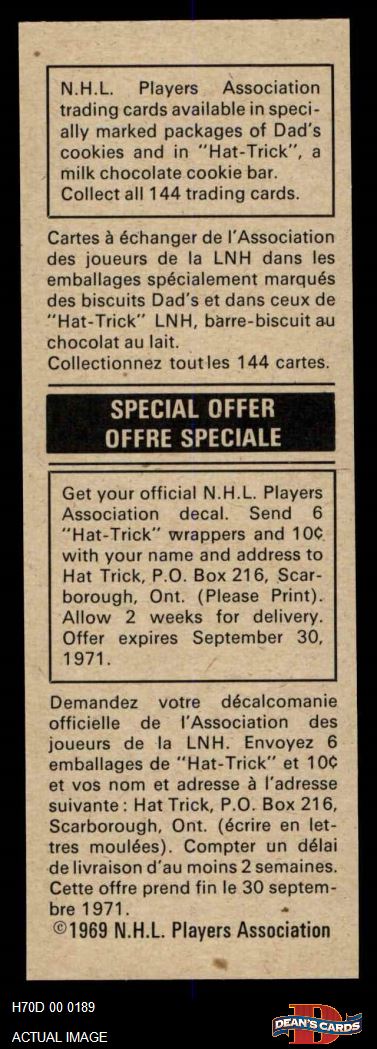 N.H.L. Players Association
trading cards available in speci-
ally marked packages of Dad's
cookies and in "Hat-Trick", a
milk chocolate cookie bar.
Collect all 144 trading cards.
Cartes à échanger de l'Association
des joueurs de la LNH dans les
emballages spécialement marqués
des biscuits Dad's et dans ceux de
"Hat-Trick" LNH, barre-biscuit au
chocolat au lait.
Collectionnez toutles 144 cartes.
SPECIAL OFFER
OFFRE SPECIALE
Get your official N.H.L. Players
Association decal. Send 6
"Hat-Trick" wrappers and 10¢
with your name and address to
Hat Trick, P.O. Box 216, Scar-
borough, Ont. (Please Print).
Allow 2 weeks for delivery.
Offer expires September 30,
1971.
Demandez votre décalcomanie
officielle de l'Association des
joueurs de la LNH. Envoyez 6
emballages de "Hat-Trick" et 10¢
et vos nom et adresse à l'adresse
suivante: Hat Trick, P.O. Box 216,
Scarborough, Ont. (écrire en let-
tres moulées). Compter un délai
de livraison d'au moins 2 semaines.
Cette offre prend fin le 30 septem-
bre 1971.
©1969 N.H.L. Players Association
H70D 00 0189
ACTUAL IMAGE
D
DEAN'S CARDS